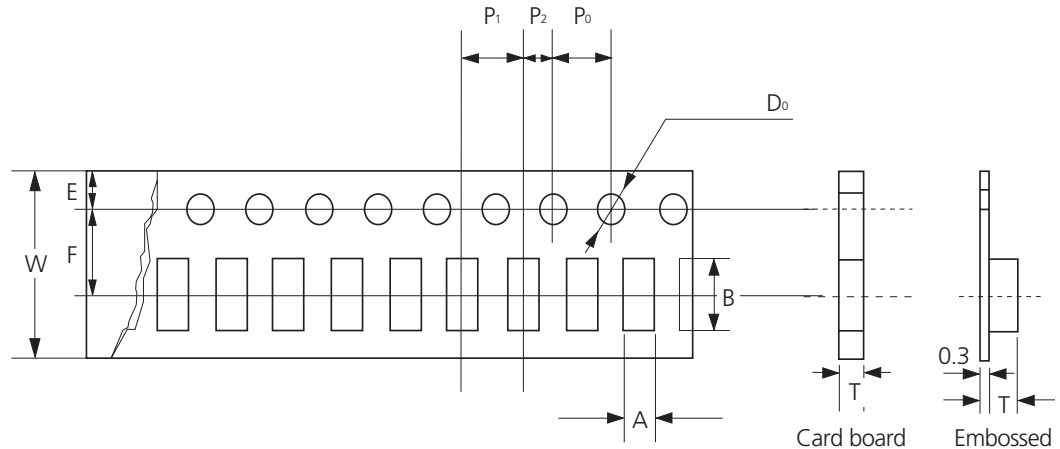 P₁ P₂ P₀
D₀
E
F
W
B
0.3
T
T
A
Card board
Embossed